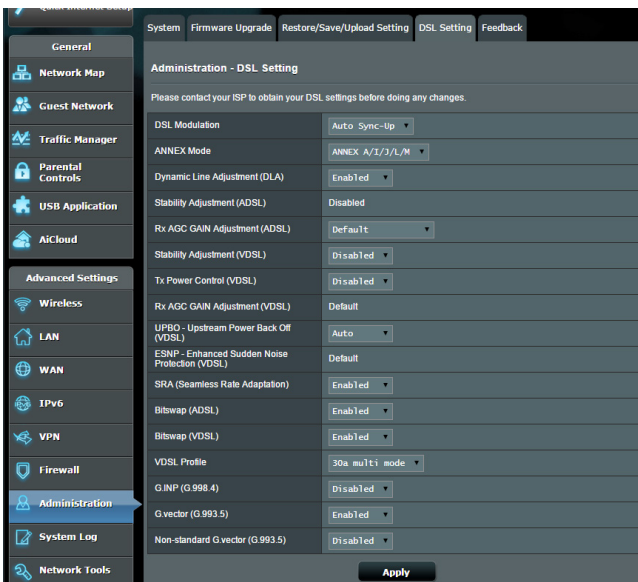 Quick Internet Setup
General
Network Map
Guest Network
Traffic Manager
Parental
Controls
USB Application
AiCloud
Advanced Settings
Wireless
LAN
WAN
IPv6
VPN
Firewall
Administration
System Log
Network Tools
System Firmware Upgrade Restore/Save/Upload Setting DSL Setting Feedback
Administration - DSL Setting
Please contact your ISP to obtain your DSL settings before doing any changes.
DSL Modulation Auto Sync-Up
ANNEX Mode ANNEX A/I/J/L/M
Dynamic Line Adjustment (DLA) Enabled
Stability Adjustment (ADSL) Disabled
Rx AGC GAIN Adjustment (ADSL) Default
Stability Adjustment (VDSL) Disabled
Tx Power Control (VDSL) Disabled
Rx AGC GAIN Adjustment (VDSL) Default
UPBO - Upstream Power Back Off
(VDSL) Auto
ESNP - Enhanced Sudden Noise
Protection (VDSL) Default
SRA (Seamless Rate Adaptation) Enabled
Bitswap (ADSL) Enabled
Bitswap (VDSL) Enabled
VDSL Profile 30a multi mode
G.INP (G.998.4) Disabled
G.vector (G.993.5) Enabled
Non-standard G.vector (G.993.5) Disabled
Apply